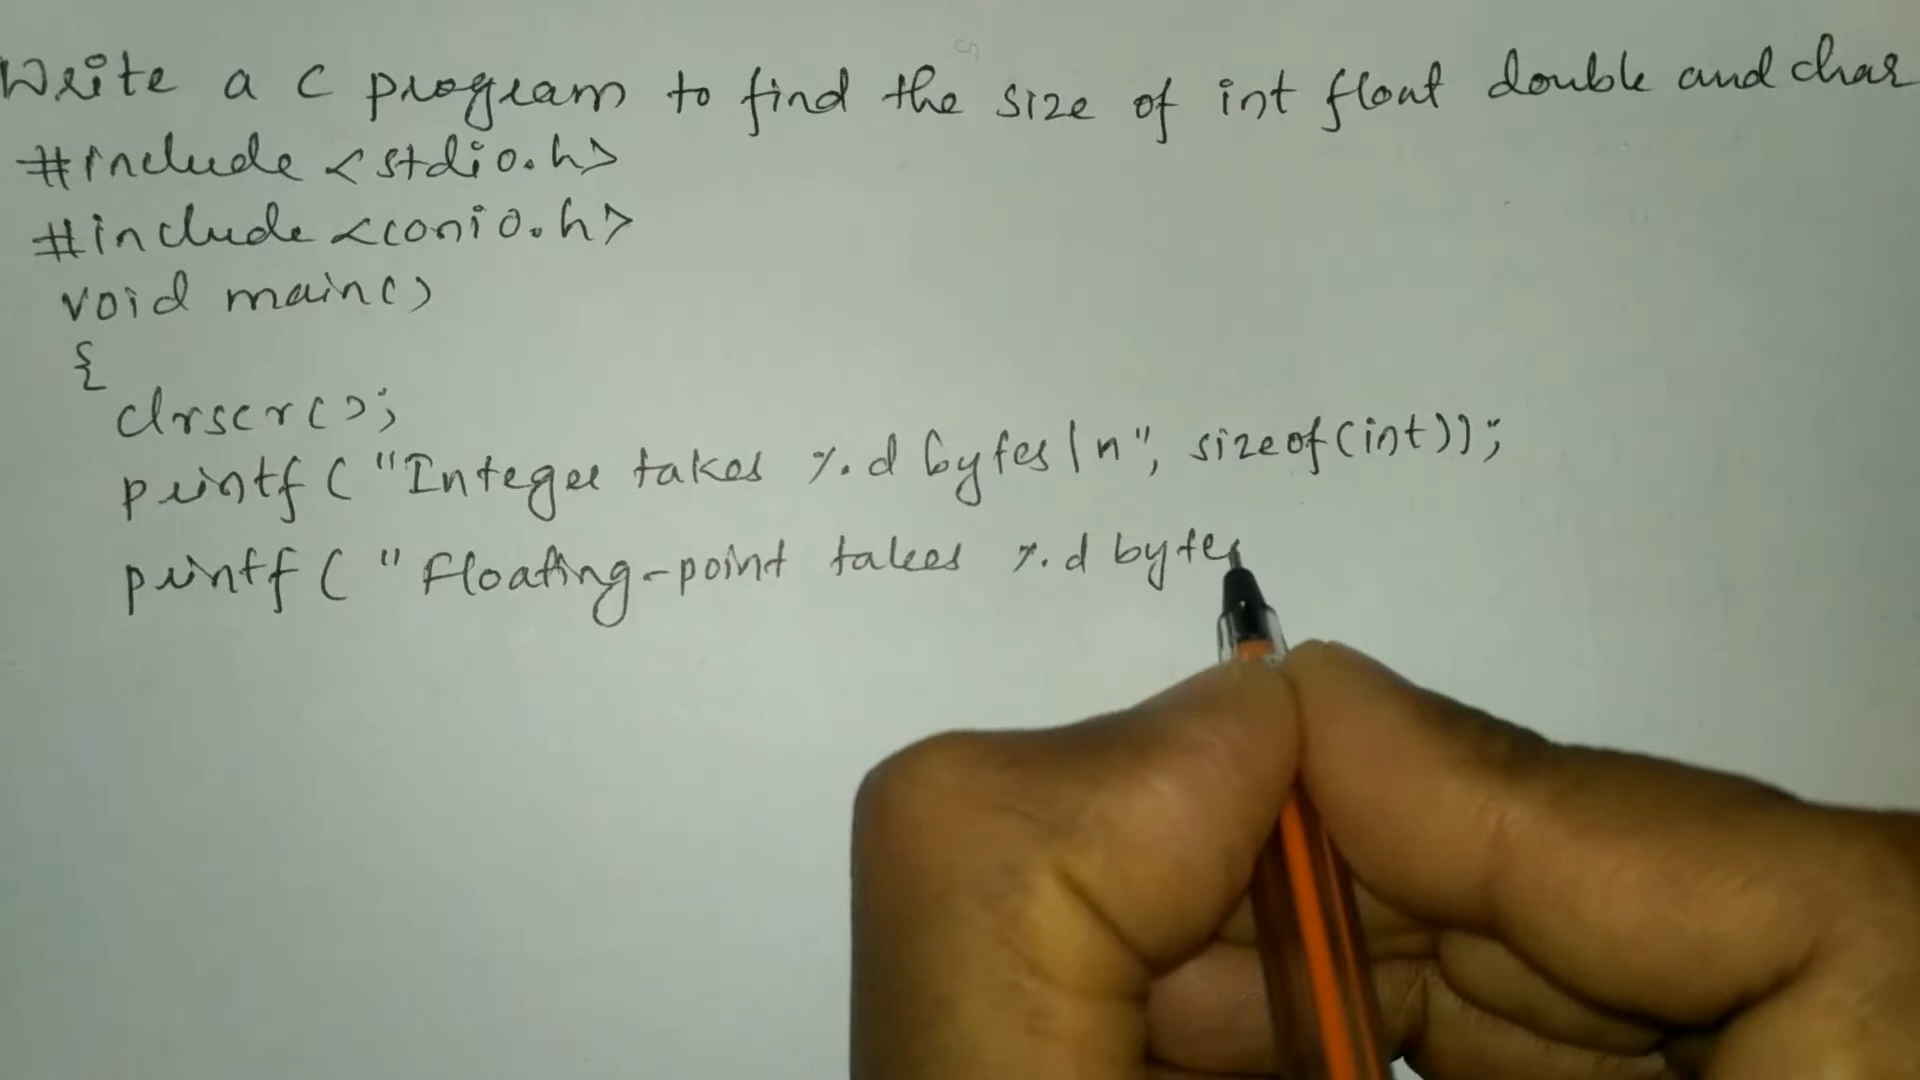 Write a C program to find the size of int float double and char
#include <stdio.h>
#include <conio.h>
void main()
{
clrscr();
printf ("Integer takes %d bytes\n", sizeof(int));
printf ("Floating-point takes %d bytes